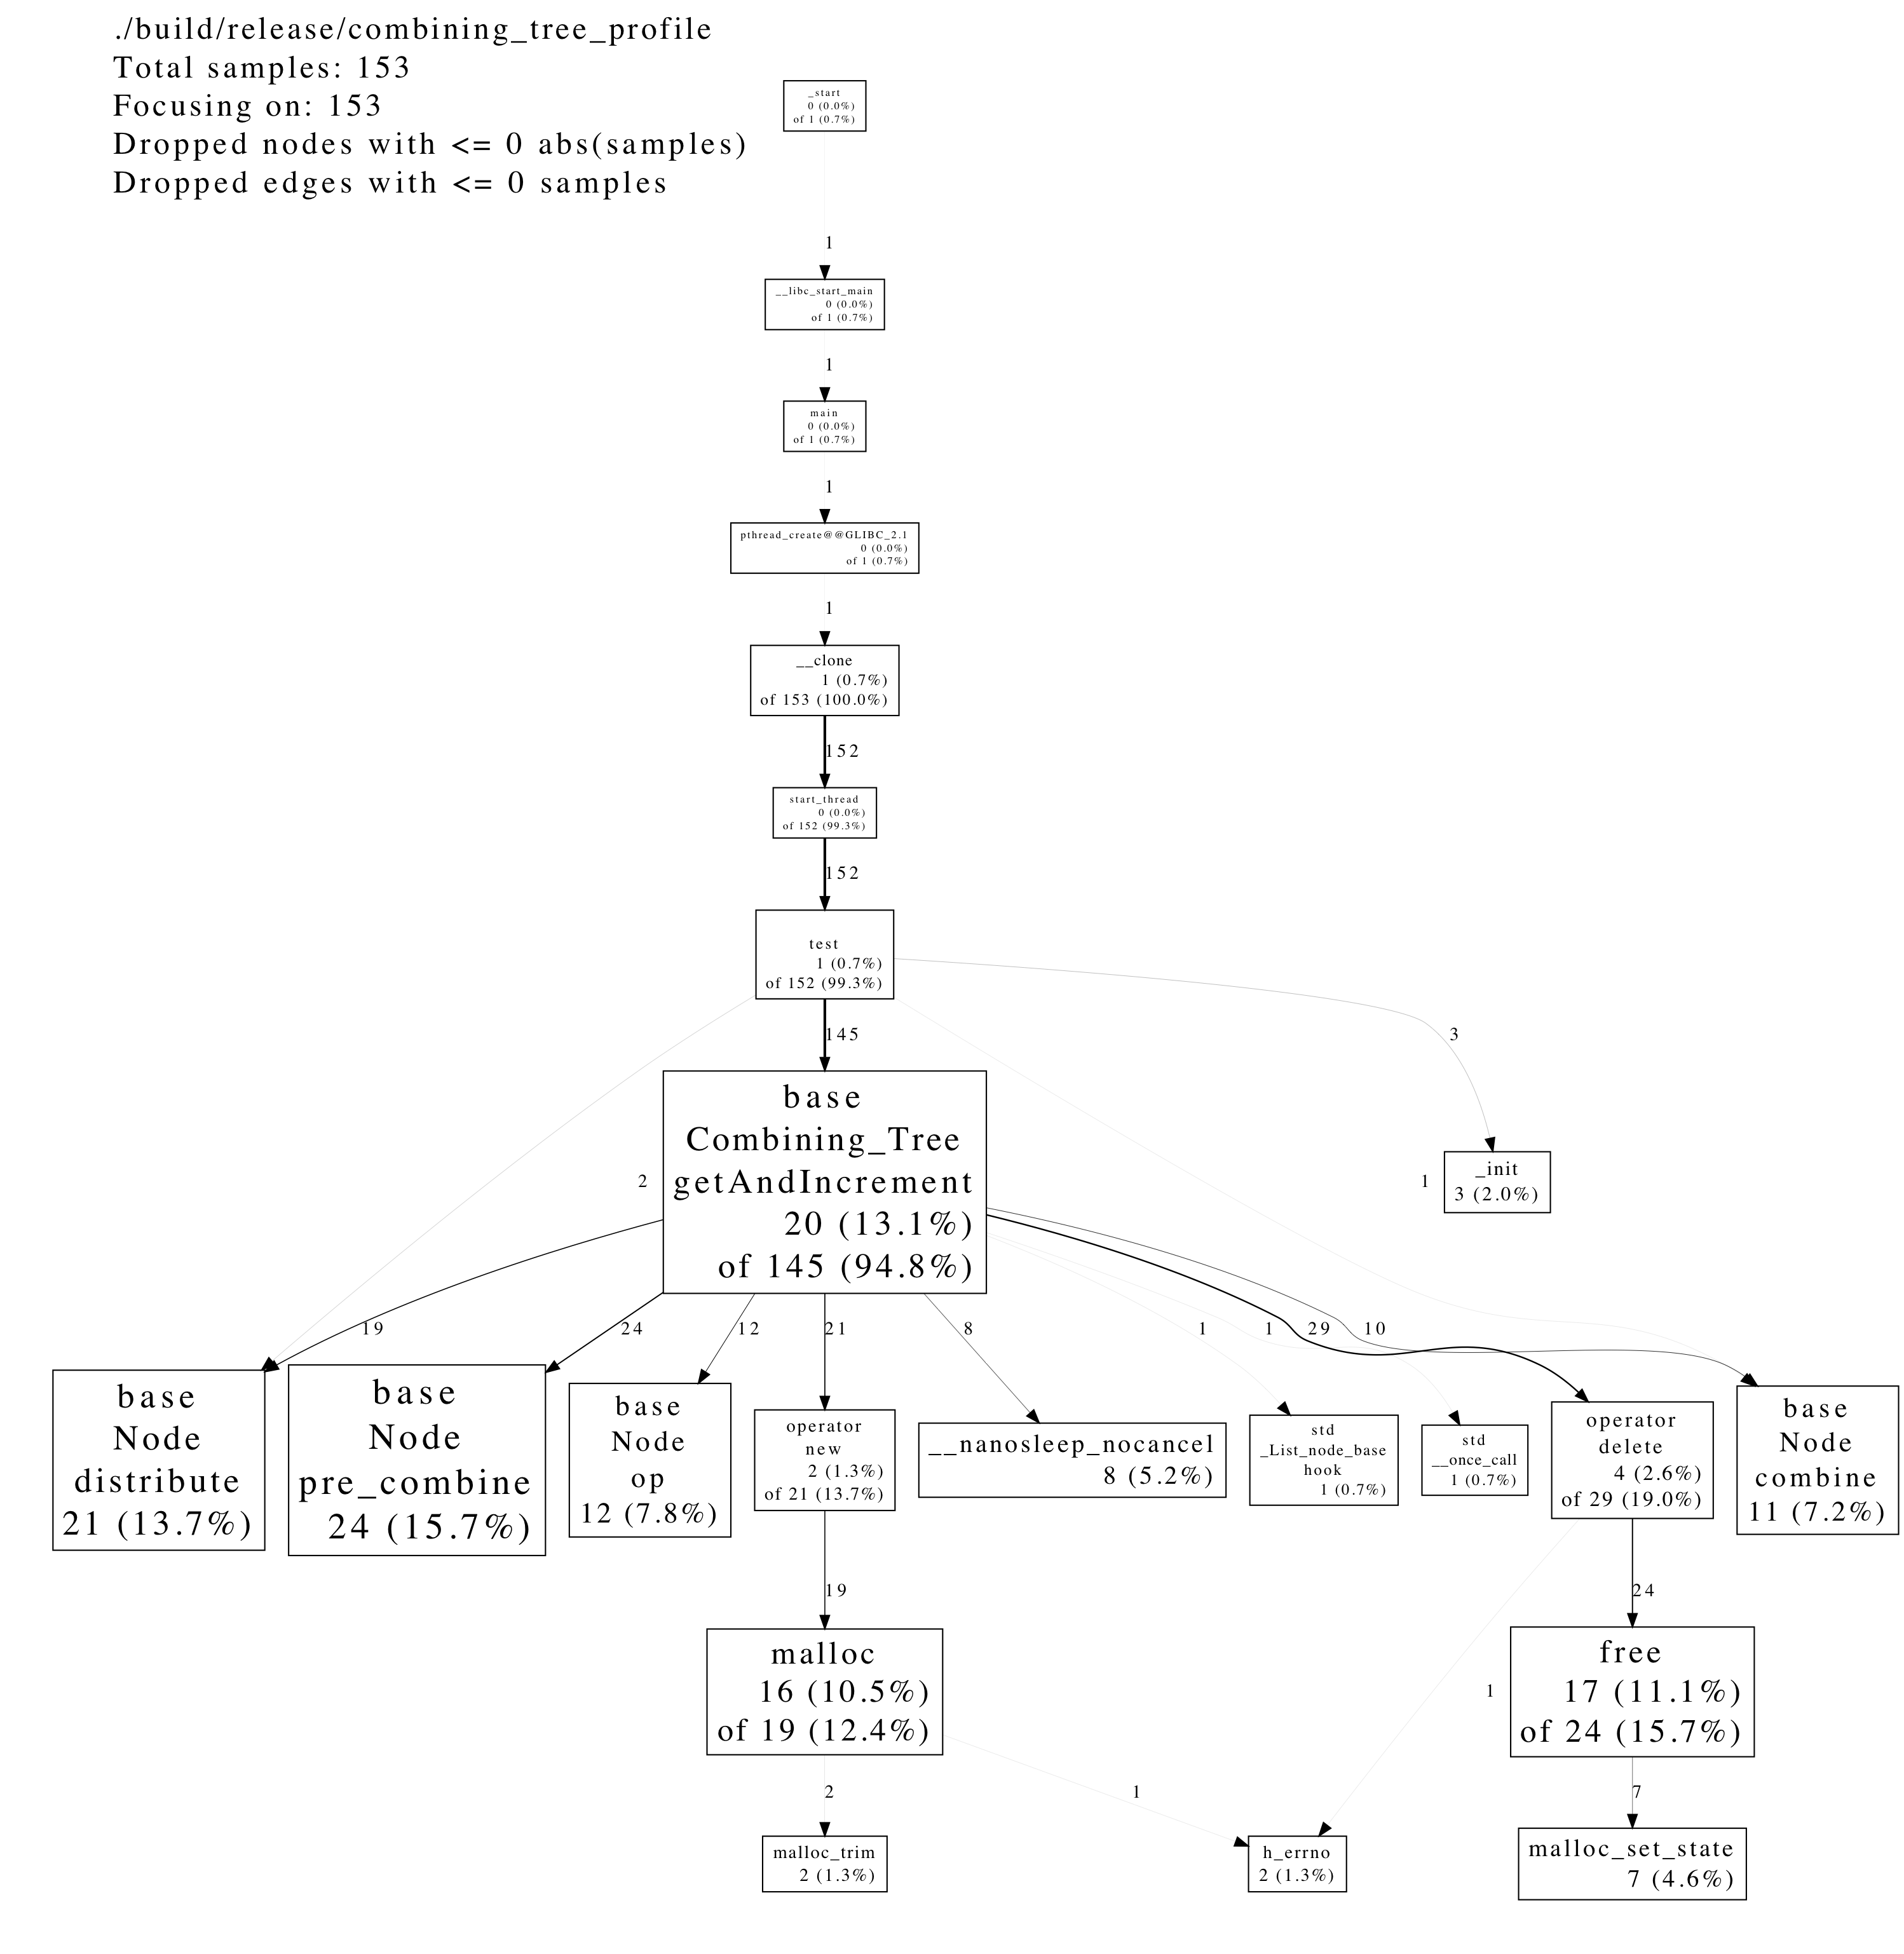 ./build/release/combining_tree_profile
Total samples: 153
Focusing on: 153
Dropped nodes with <= 0 abs(samples)
Dropped edges with <= 0 samples
_start
0 (0.0%)
of 1 (0.7%)
1
__libc_start_main
0 (0.0%)
of 1 (0.7%)
1
main
0 (0.0%)
of 1 (0.7%)
1
pthread_create@@GLIBC_2.1
0 (0.0%)
of 1 (0.7%)
1
__clone
1 (0.7%)
of 153 (100.0%)
152
start_thread
0 (0.0%)
of 152 (99.3%)
152
test
1 (0.7%)
of 152 (99.3%)
145
3
base
Combining_Tree
getAndIncrement
20 (13.1%)
of 145 (94.8%)
2
1
_init
3 (2.0%)
19
24
12
21
8
1
1
29
10
base
Node
distribute
21 (13.7%)
base
Node
pre_combine
24 (15.7%)
base
Node
op
12 (7.8%)
operator
new
2 (1.3%)
of 21 (13.7%)
__nanosleep_nocancel
8 (5.2%)
std
_List_node_base
hook
1 (0.7%)
std
__once_call
1 (0.7%)
operator
delete
4 (2.6%)
of 29 (19.0%)
base
Node
combine
11 (7.2%)
19
24
malloc
16 (10.5%)
of 19 (12.4%)
1
free
17 (11.1%)
of 24 (15.7%)
2
1
7
malloc_trim
2 (1.3%)
h_errno
2 (1.3%)
malloc_set_state
7 (4.6%)